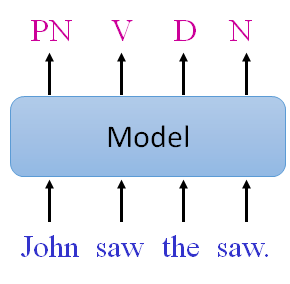 PN V D N
Model
John saw the saw.